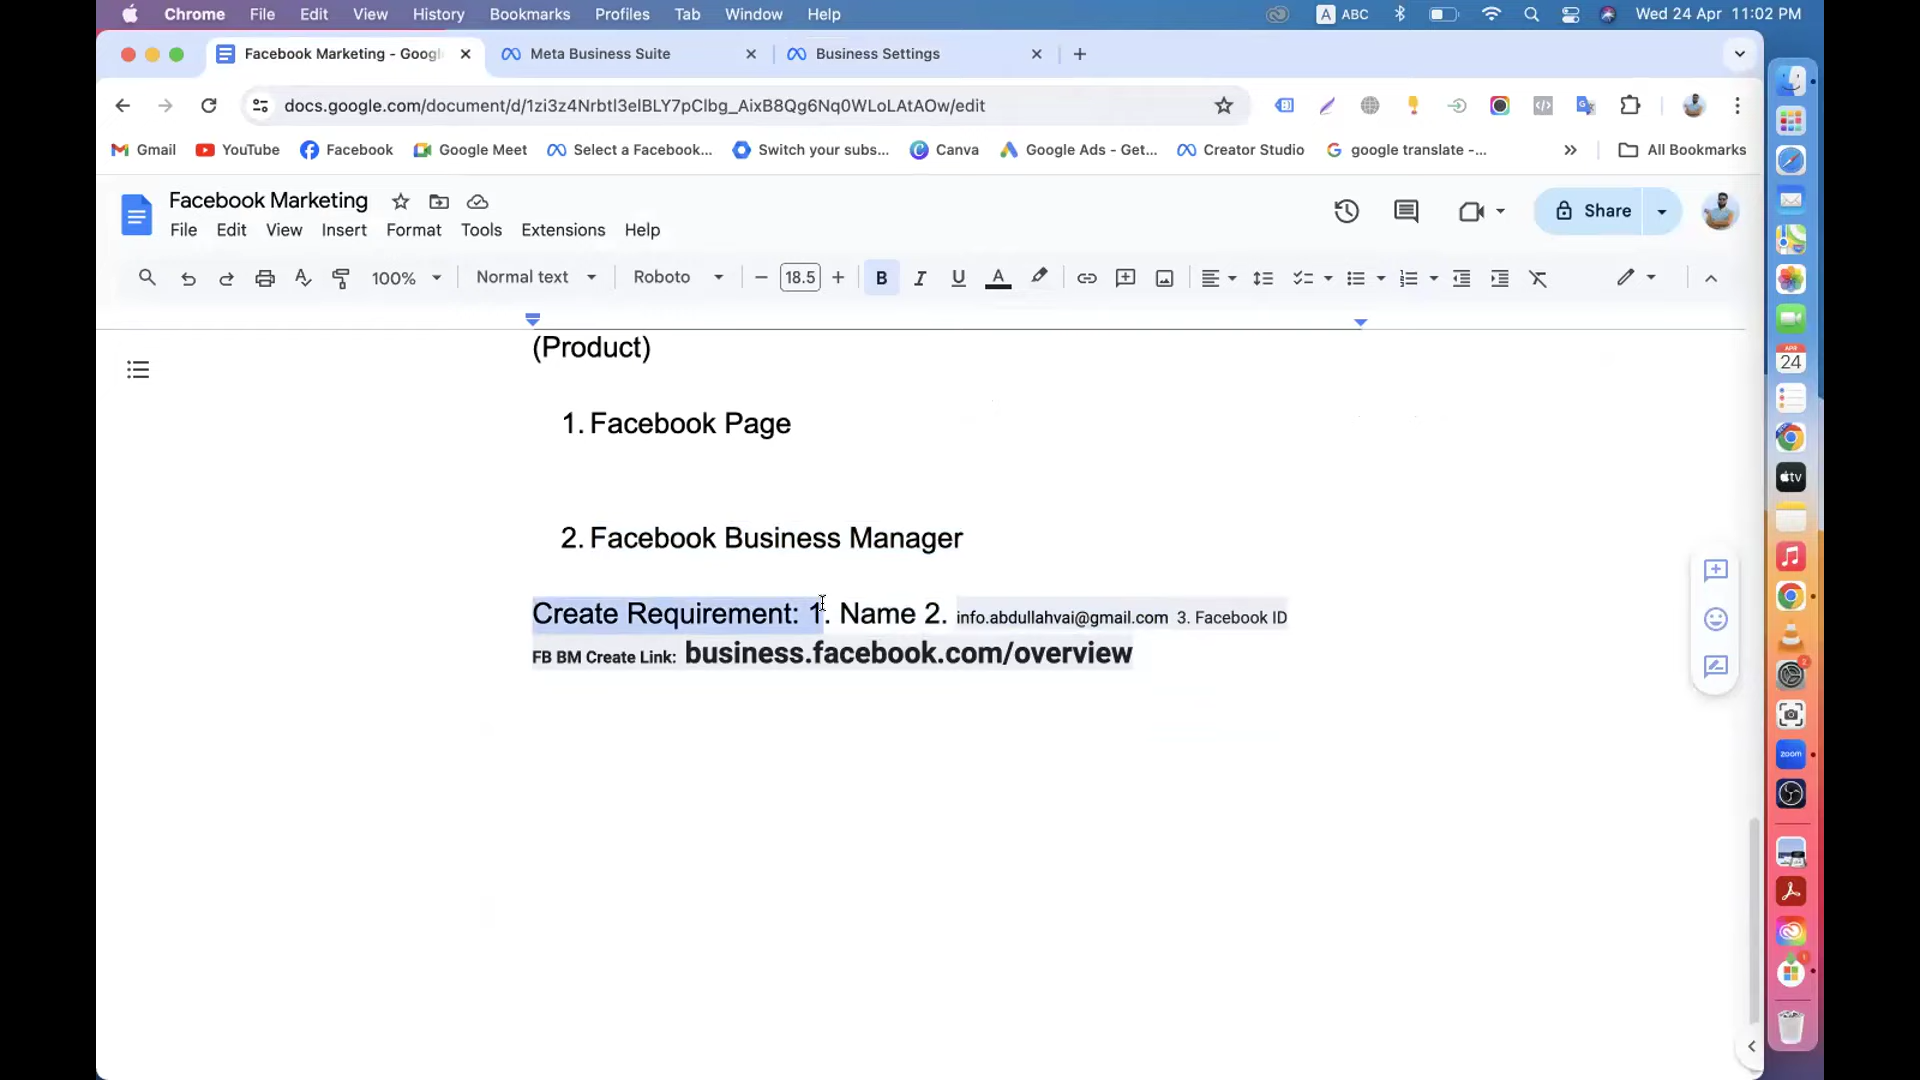 Chrome File Edit View History Bookmarks Profiles Tab Window Help A ABC Wed 24 Apr 11:02 PM
Facebook Marketing - Googl Meta Business Suite Business Settings
docs.google.com/document/d/1zi3z4Nrbtl3elBLY7pClbg_AixB8Qg6Nq0WLoLAtAOw/edit
Gmail YouTube Facebook Google Meet Select a Facebook... Switch your subs... Canva Google Ads - Get... Creator Studio google translate -... All Bookmarks
Facebook Marketing
Share
File Edit View Insert Format Tools Extensions Help
100% Normal text Roboto 18.5 B I U A
(Product)
1. Facebook Page
2. Facebook Business Manager
Create Requirement: 1. Name 2. info.abdullahvai@gmail.com 3. Facebook ID
FB BM Create Link: business.facebook.com/overview
APR
24
tv
zoom